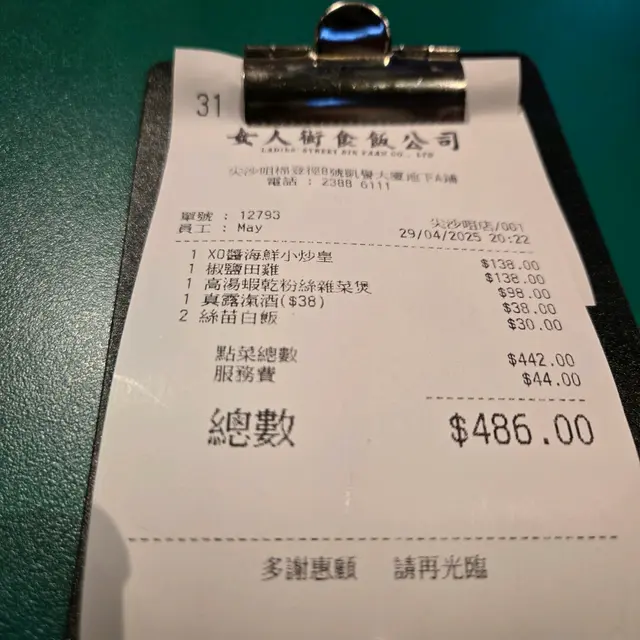 31
女人街食飯公司
LADIES' STREET SIK FAAN CO., LTD
尖沙咀棉登徑8號凱譽大廈地下A鋪
電話 : 2388 6111
單號 : 12793 尖沙咀店/001
員工 : May 29/04/2025 20:22
1 XO醬海鮮小炒皇 $138.00
1 椒鹽田雞 $138.00
1 高湯蝦乾粉絲雜菜煲 $98.00
1 真露氣酒($38) $38.00
2 絲苗白飯 $30.00
點菜總數 $442.00
服務費 $44.00
總數 $486.00
多謝惠顧 請再光臨